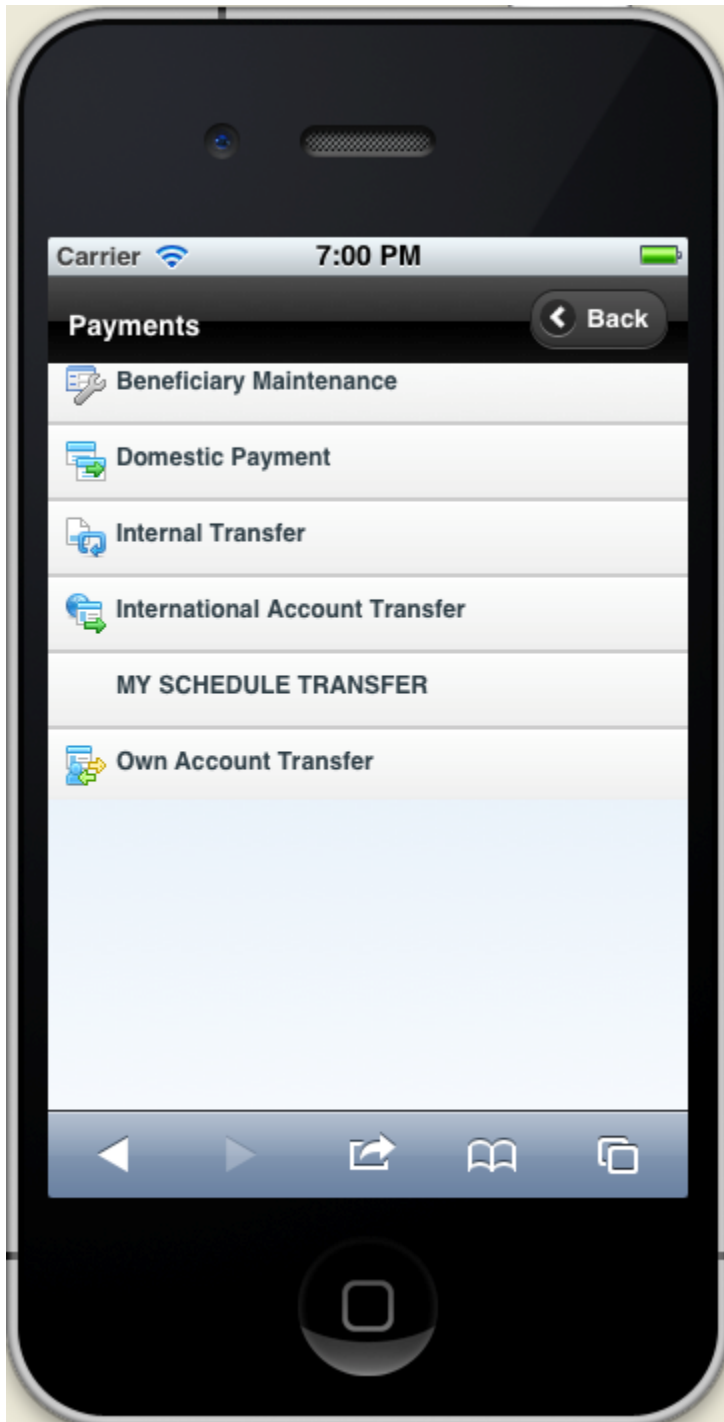 Carrier 7:00 PM
Payments Back
Beneficiary Maintenance
Domestic Payment
Internal Transfer
International Account Transfer
MY SCHEDULE TRANSFER
Own Account Transfer